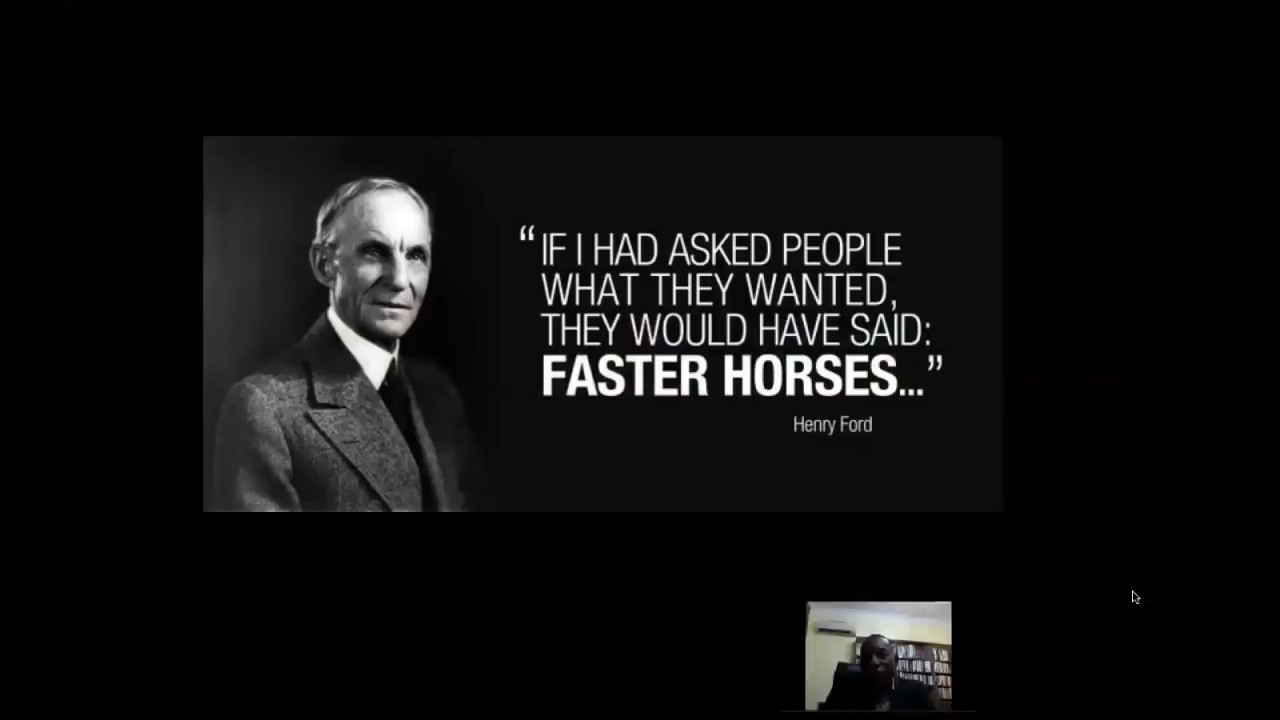 “IF I HAD ASKED PEOPLE
WHAT THEY WANTED,
THEY WOULD HAVE SAID:
FASTER HORSES...”
Henry Ford